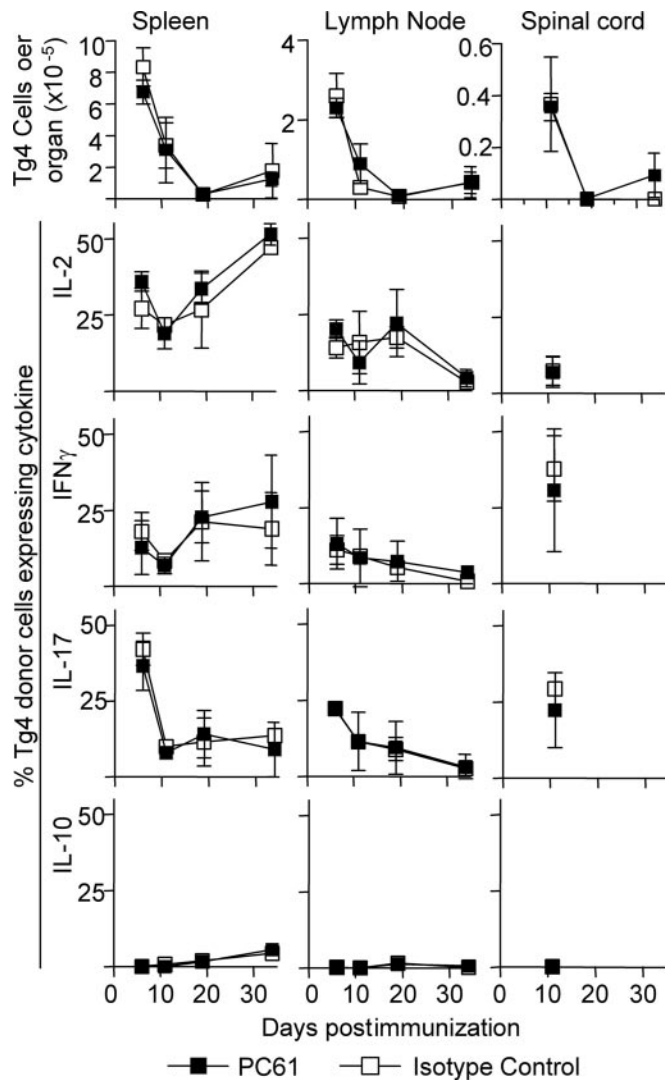 Spleen Lymph Node Spinal cord
Tg4 Cells oer
organ (x10⁻⁵)
10 4 0.6
8
6 0.4
4 2
2 0.2
% Tg4 donor cells expressing cytokine
IL-2
50
25
IFNγ
50
25
IL-17
50
25
IL-10
50
25
0 10 20 30 0 10 20 30 0 10 20 30
Days postimmunization
PC61 Isotype Control